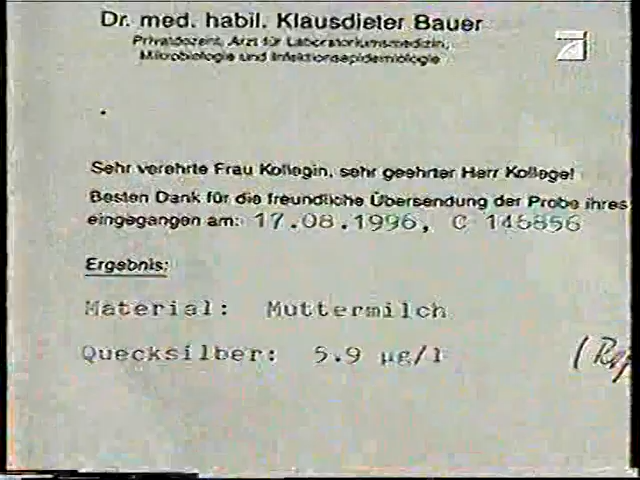 Dr. med. habil. Klausdieter Bauer
Privatdozent, Arzt für Laboratoriumsmedizin,
Mikrobiologie und Infektionsepidemiologie
Sehr verehrte Frau Kollegin, sehr geehrter Herr Kollege!
Besten Dank für die freundliche Übersendung der Probe ihres
eingegangen am: 17.08.1996, C 146856
Ergebnis:
Material: Muttermilch
Quecksilber: 5.9 µg/l